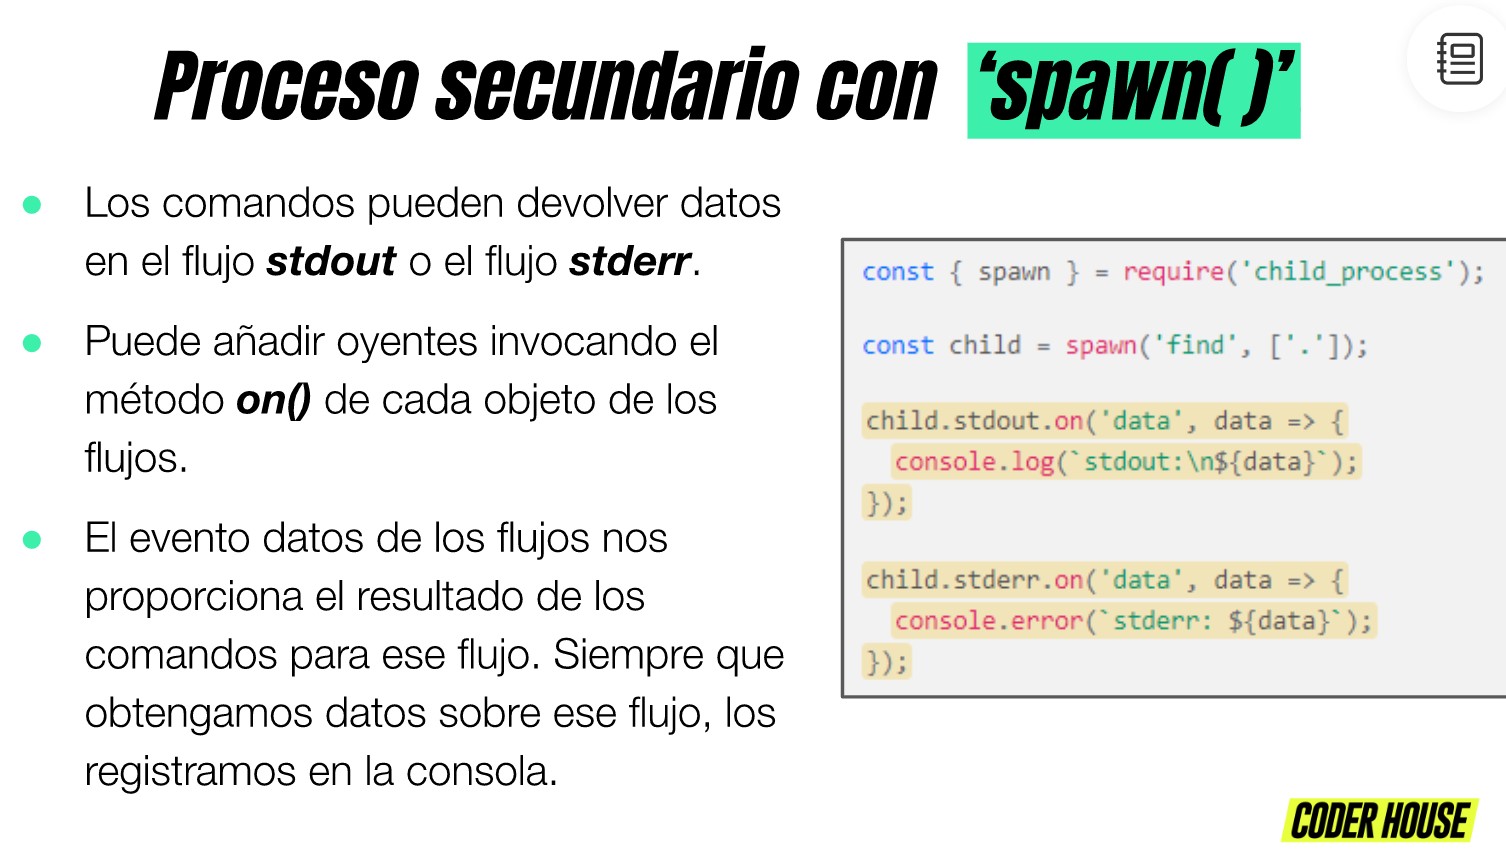 Proceso secundario con ‘spawn( )’
Los comandos pueden devolver datos
en el flujo stdout o el flujo stderr.
Puede añadir oyentes invocando el
método on() de cada objeto de los
flujos.
El evento datos de los flujos nos
proporciona el resultado de los
comandos para ese flujo. Siempre que
obtengamos datos sobre ese flujo, los
registramos en la consola.
const { spawn } = require('child_process');
const child = spawn('find', ['.']);
child.stdout.on('data', data => {
  console.log(`stdout:\n${data}`);
});
child.stderr.on('data', data => {
  console.error(`stderr: ${data}`);
});
CODER HOUSE